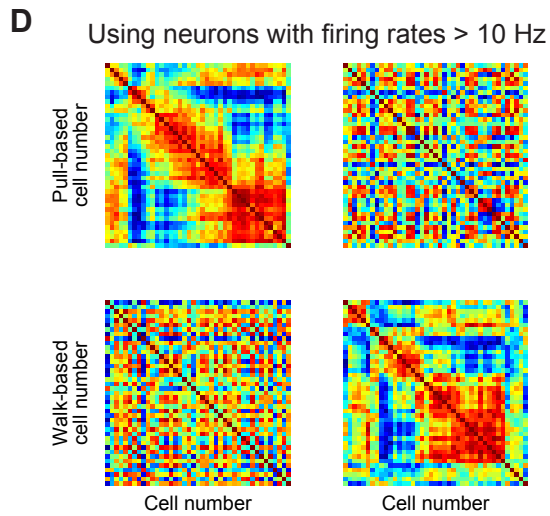 D
Using neurons with firing rates > 10 Hz
Pull-based
cell number
Walk-based
cell number
Cell number
Cell number